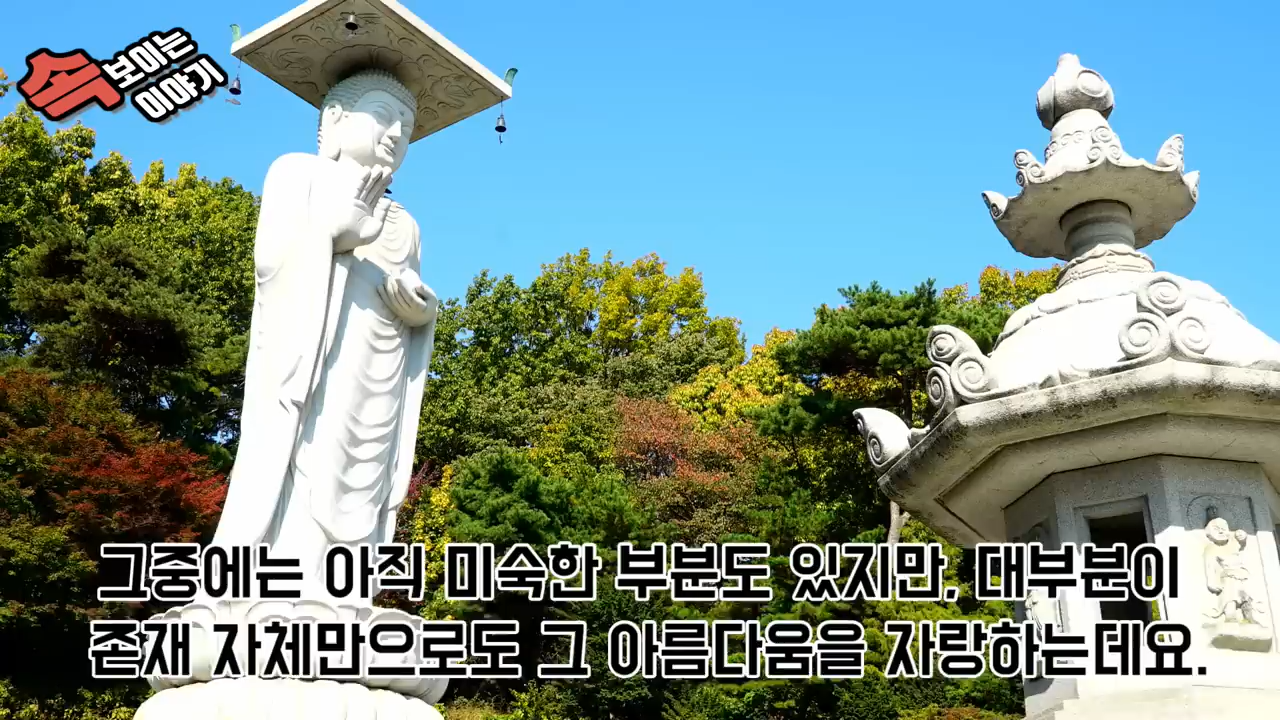 속 보이는
이야기
그중에는 아직 미숙한 부분도 있지만, 대부분이
존재 자체만으로도 그 아름다움을 자랑하는데요.